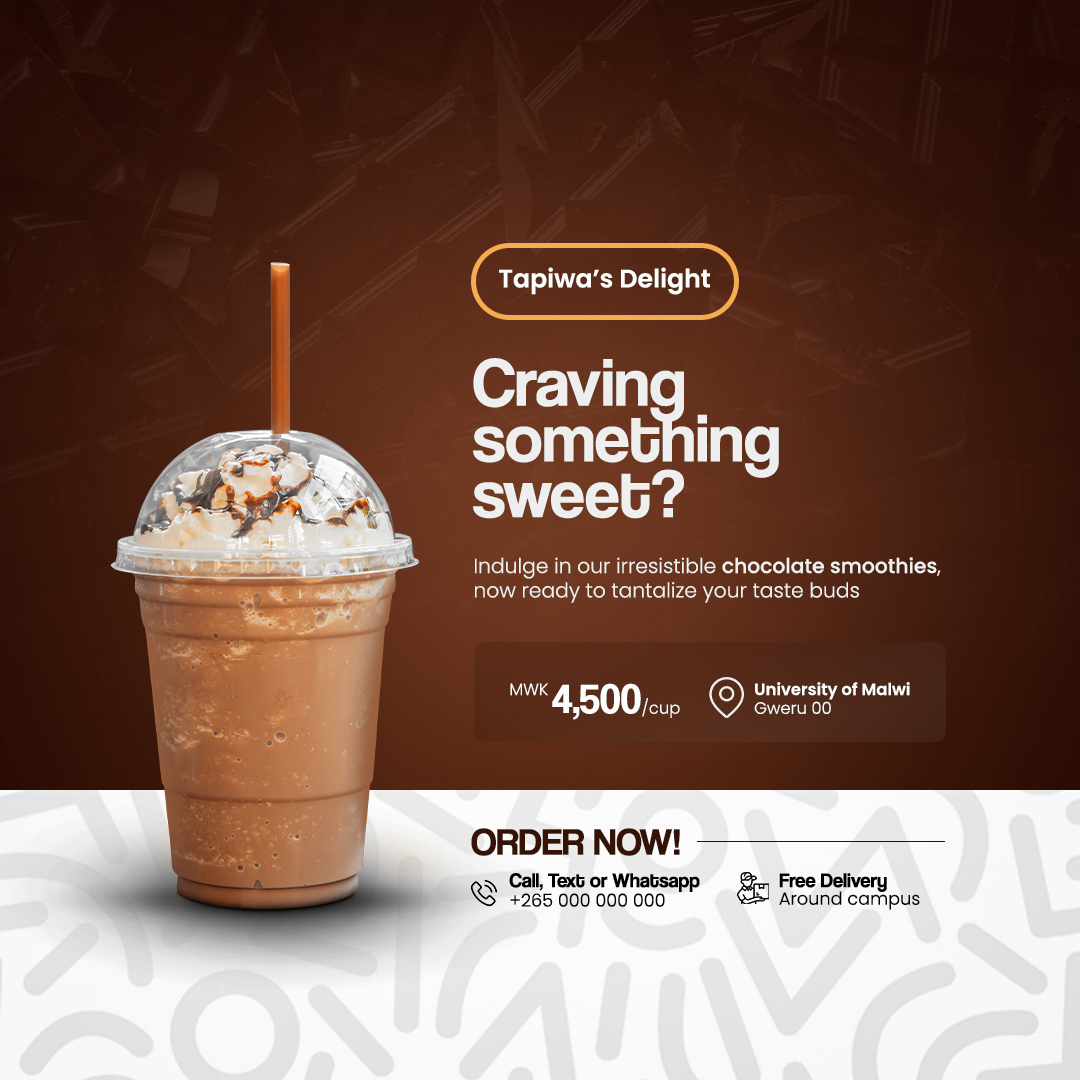 Tapiwa’s Delight
Craving
something
sweet?
Indulge in our irresistible chocolate smoothies,
now ready to tantalize your taste buds
MWK 4,500/cup
University of Malwi
Gweru 00
ORDER NOW!
Call, Text or Whatsapp
+265 000 000 000
Free Delivery
Around campus